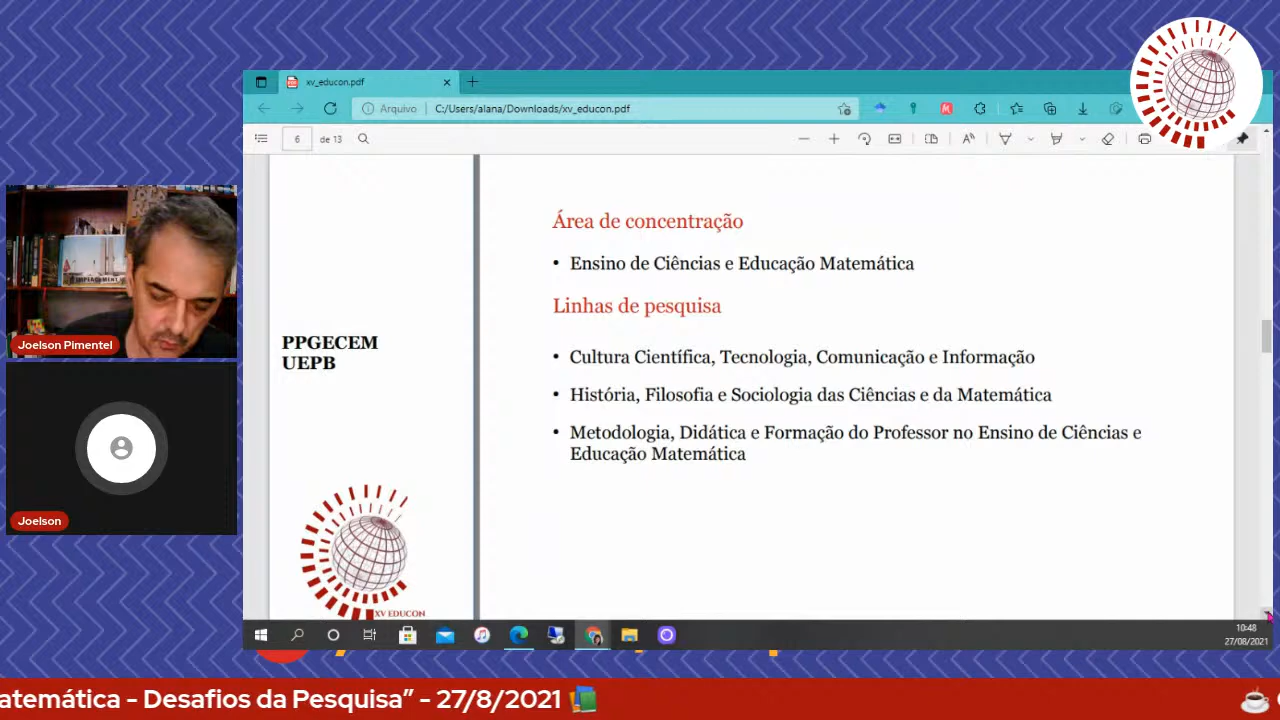 xv_educon.pdf
Arquivo
C:/Users/alana/Downloads/xv_educon.pdf
6 de 13
Área de concentração
• Ensino de Ciências e Educação Matemática
Linhas de pesquisa
• Cultura Científica, Tecnologia, Comunicação e Informação
• História, Filosofia e Sociologia das Ciências e da Matemática
• Metodologia, Didática e Formação do Professor no Ensino de Ciências e
Educação Matemática
PPGECEM
UEPB
XV EDUCON
Joelson Pimentel
Joelson
10:48
27/08/2021
atemática - Desafios da Pesquisa” - 27/8/2021